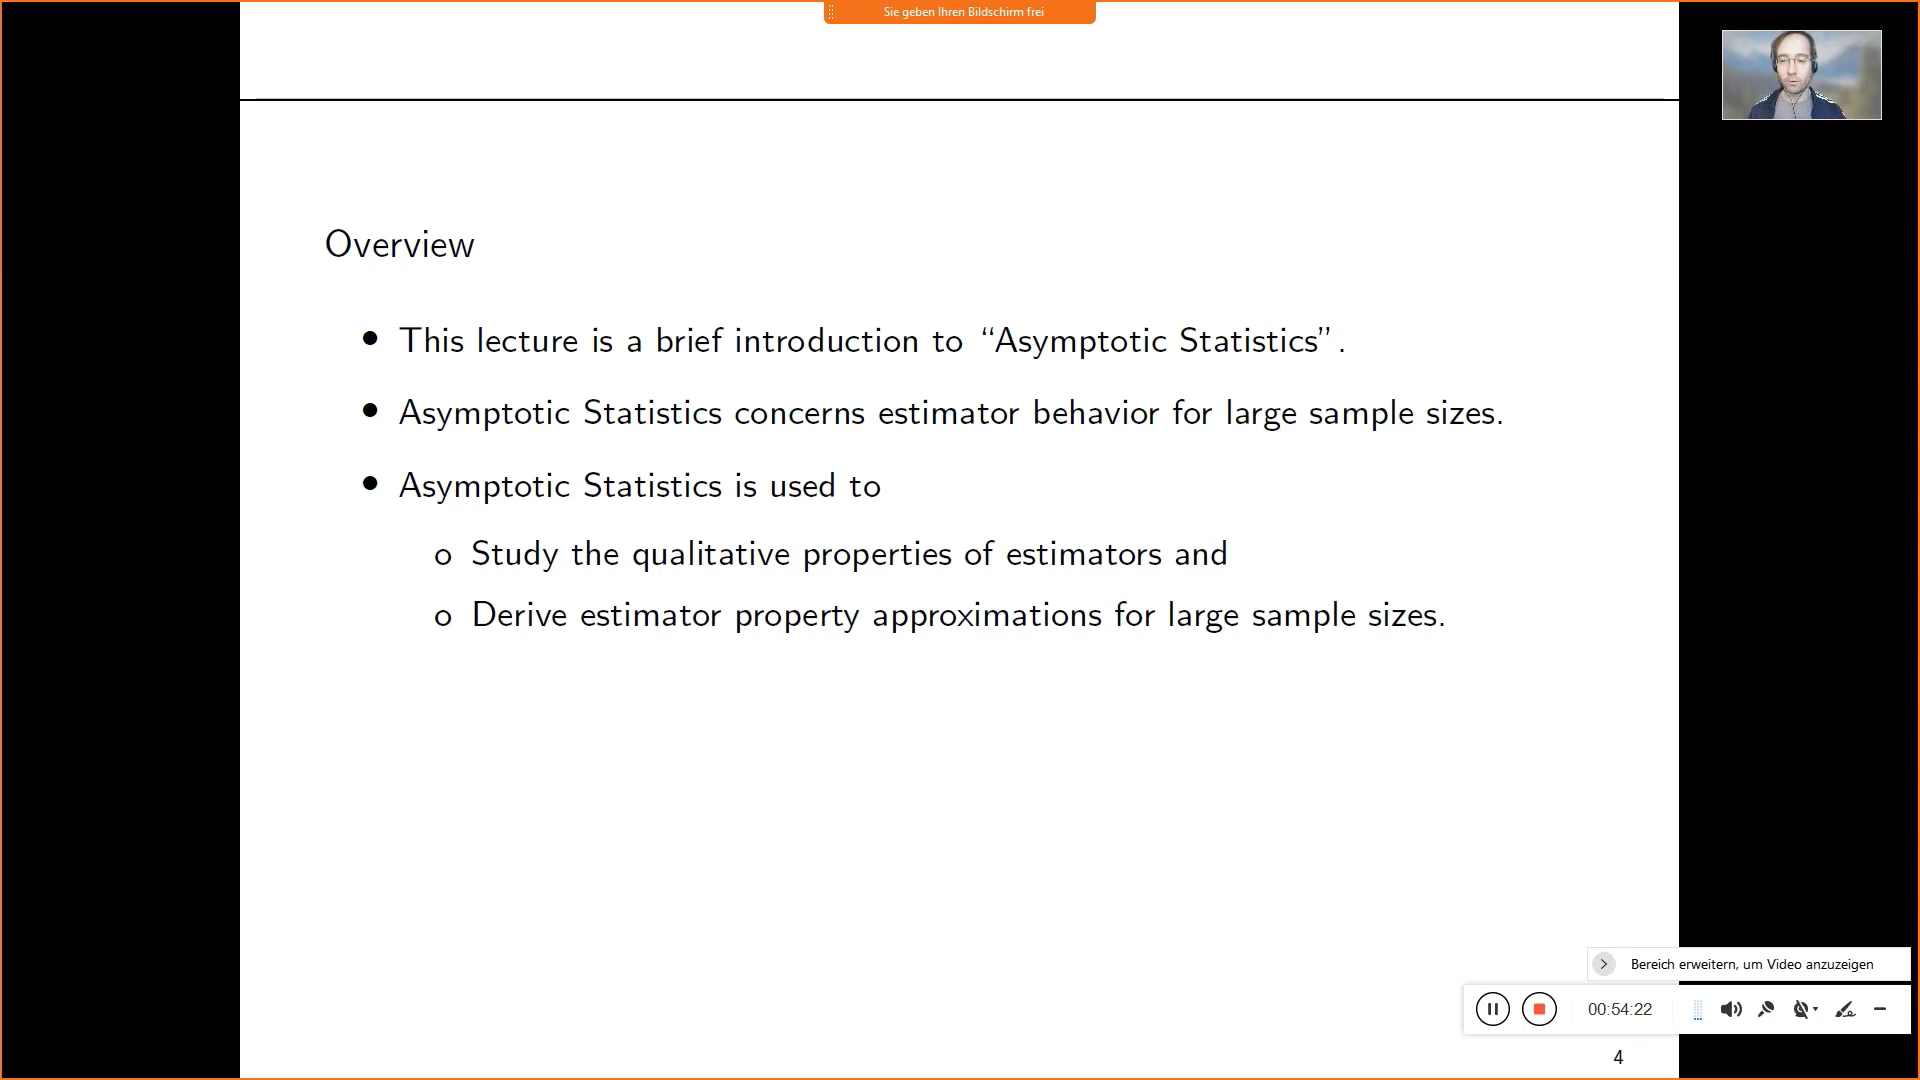 Sie geben Ihren Bildschirm frei
Overview
• This lecture is a brief introduction to “Asymptotic Statistics”.
• Asymptotic Statistics concerns estimator behavior for large sample sizes.
• Asymptotic Statistics is used to
o Study the qualitative properties of estimators and
o Derive estimator property approximations for large sample sizes.
Bereich erweitern, um Video anzuzeigen
00:54:22
4